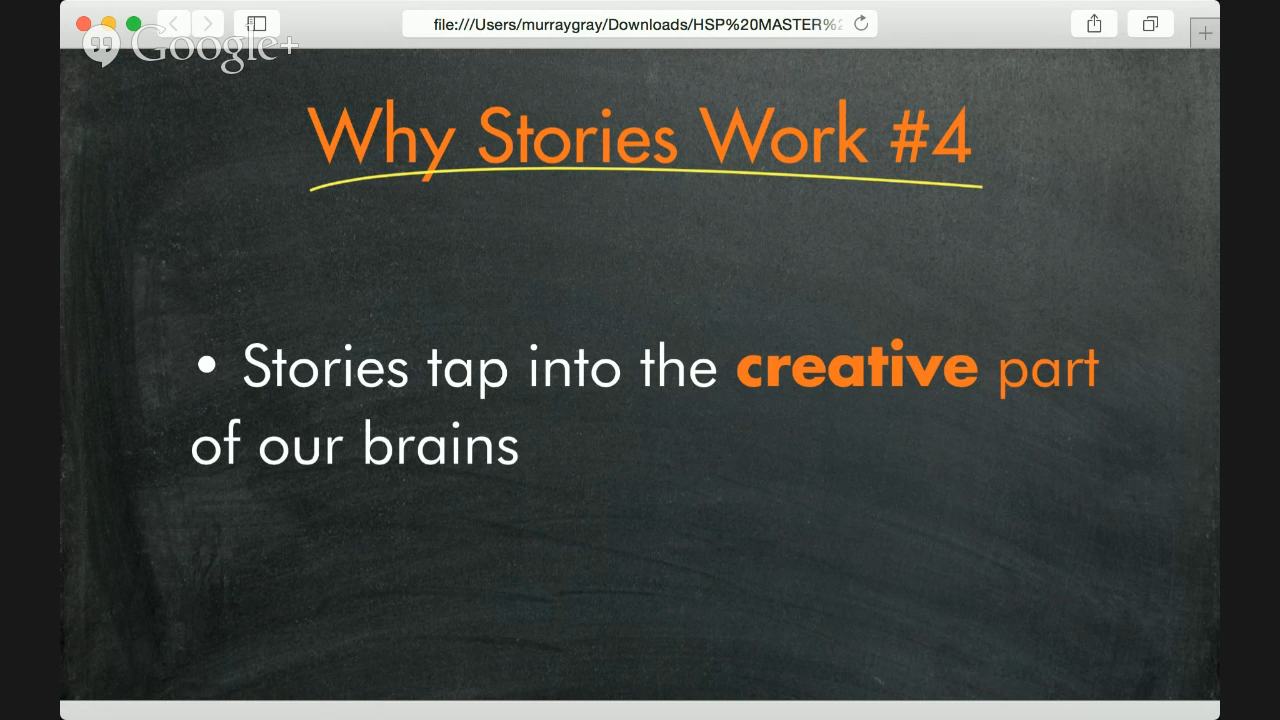 file:///Users/murraygray/Downloads/HSP%20MASTER%2
Google+
Why Stories Work #4
• Stories tap into the creative part
of our brains